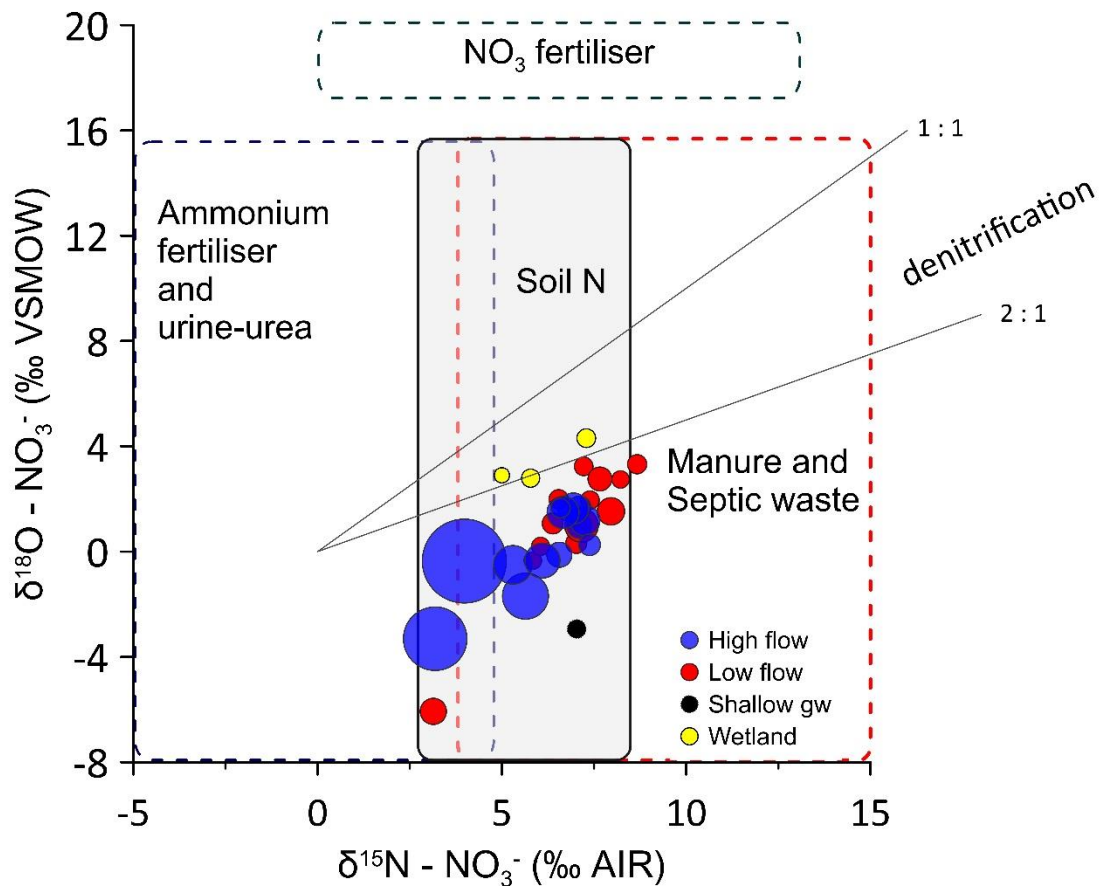 20
16
12
8
4
0
-4
-8
δ¹⁸O - NO₃⁻ (‰ VSMOW)
NO₃ fertiliser
1 : 1
Ammonium
fertiliser
and
urine-urea
Soil N
denitrification
2 : 1
Manure and
Septic waste
High flow
Low flow
Shallow gw
Wetland
-5
0
5
10
15
δ¹⁵N - NO₃⁻ (‰ AIR)